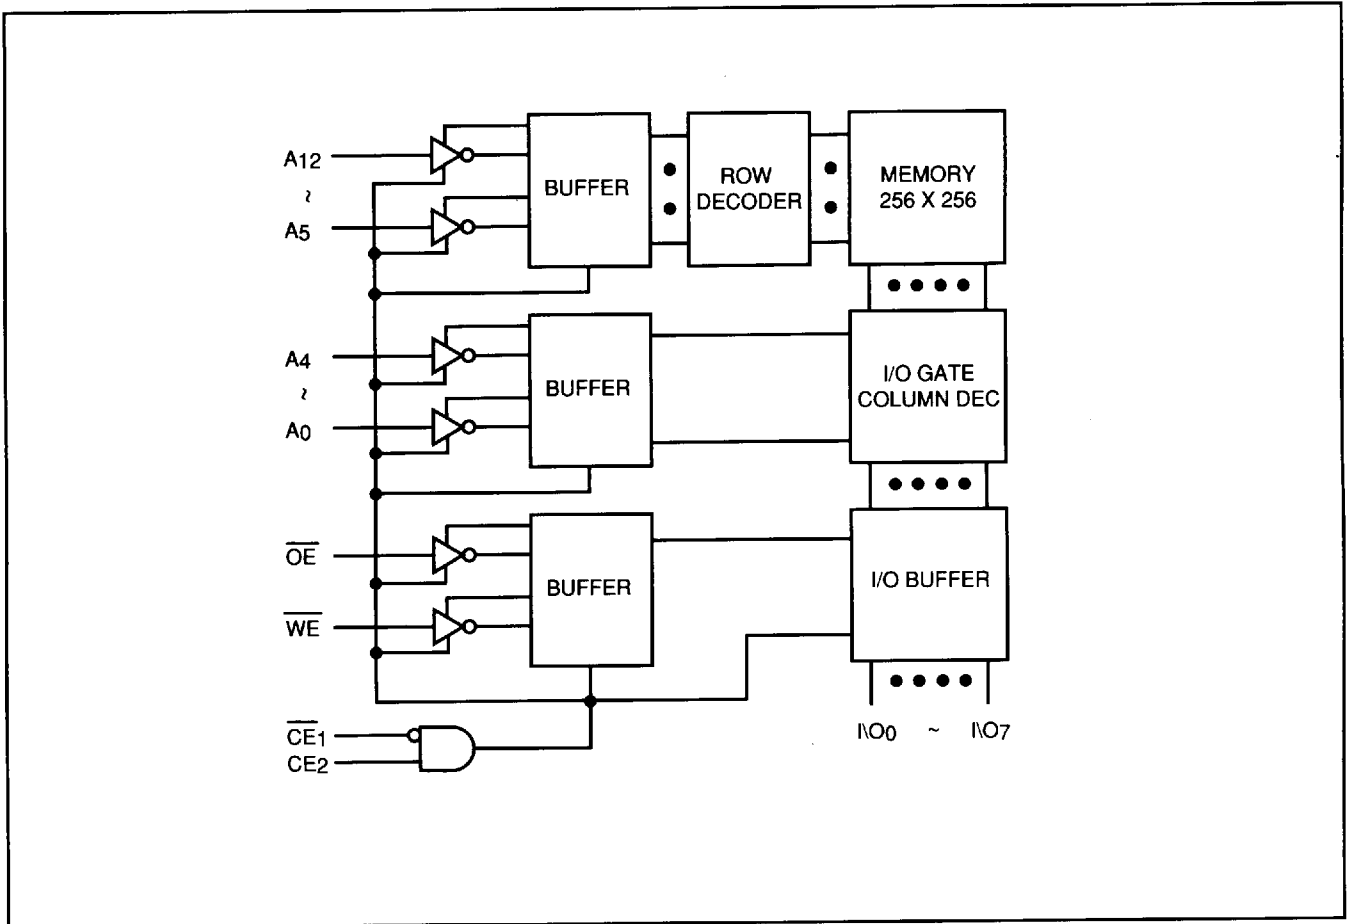 A12
~
A5
BUFFER
ROW
DECODER
MEMORY
256 X 256
A4
~
A0
BUFFER
I/O GATE
COLUMN DEC
OE
WE
BUFFER
I/O BUFFER
CE1
CE2
I\O0 ~ I\O7